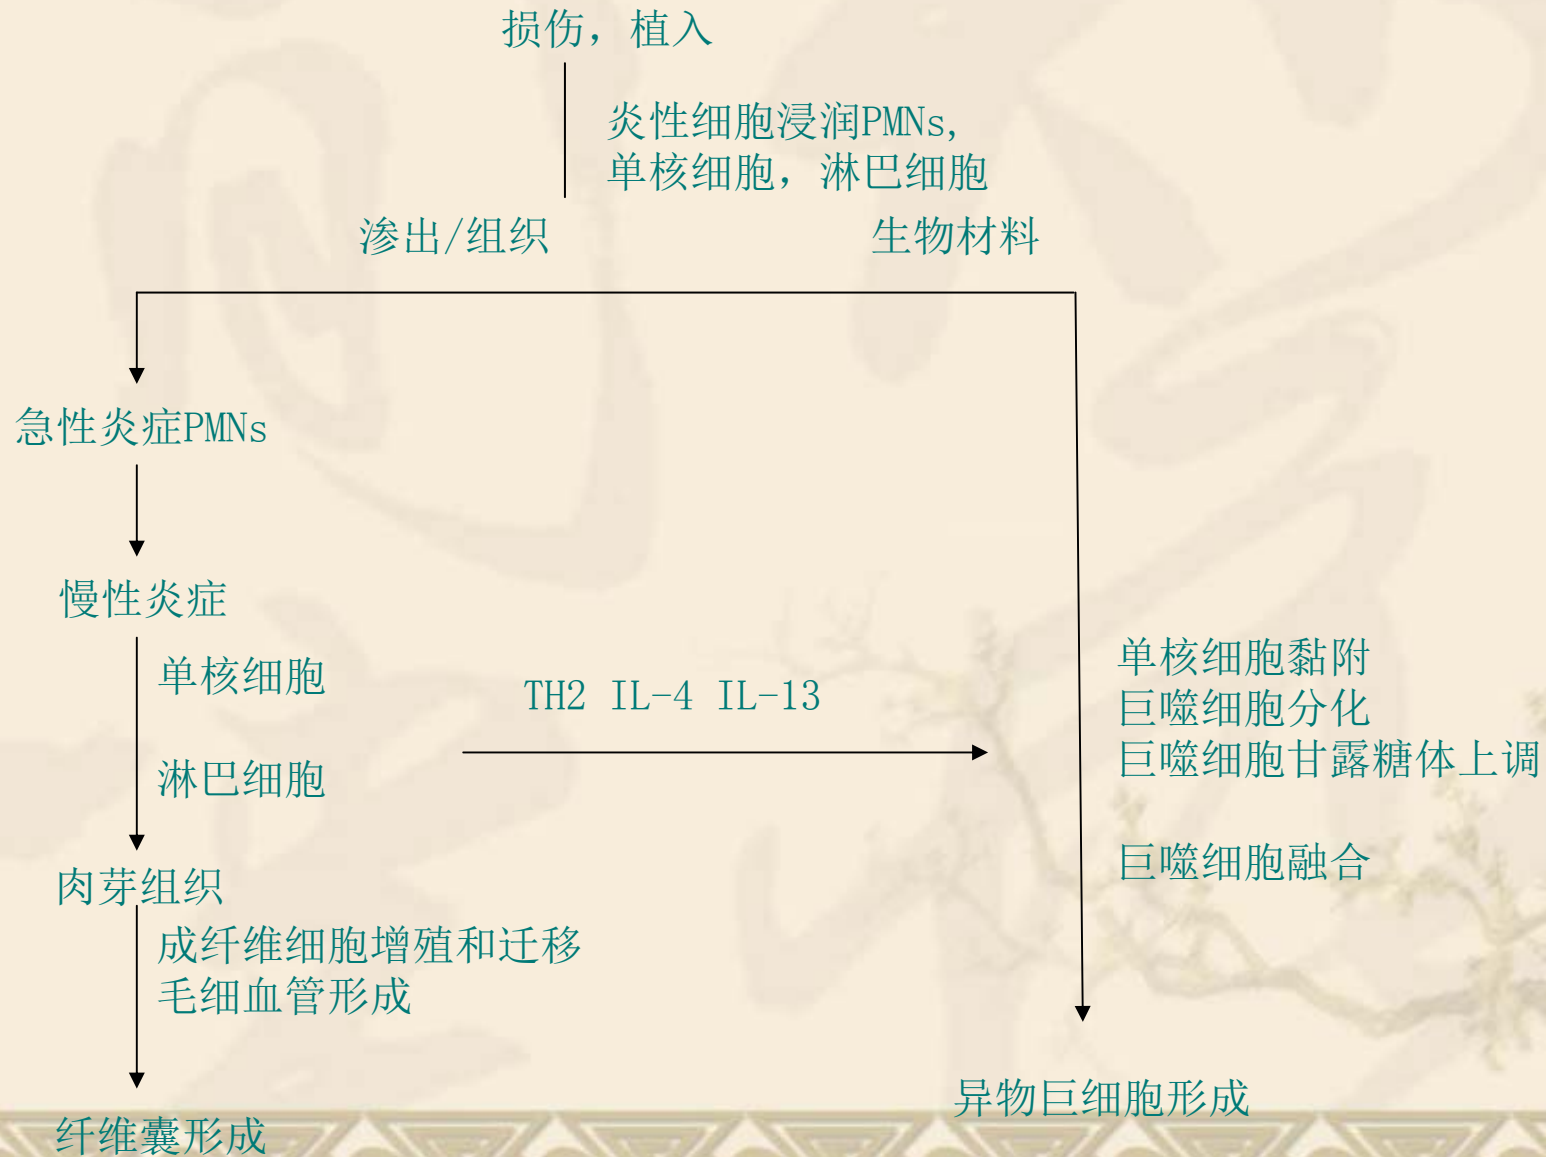 损伤，植入
炎性细胞浸润PMNs,
单核细胞，淋巴细胞
渗出/组织
生物材料
急性炎症PMNs
慢性炎症
单核细胞
淋巴细胞
TH2 IL-4 IL-13
单核细胞黏附
巨噬细胞分化
巨噬细胞甘露糖体上调
巨噬细胞融合
肉芽组织
成纤维细胞增殖和迁移
毛细血管形成
异物巨细胞形成
纤维囊形成